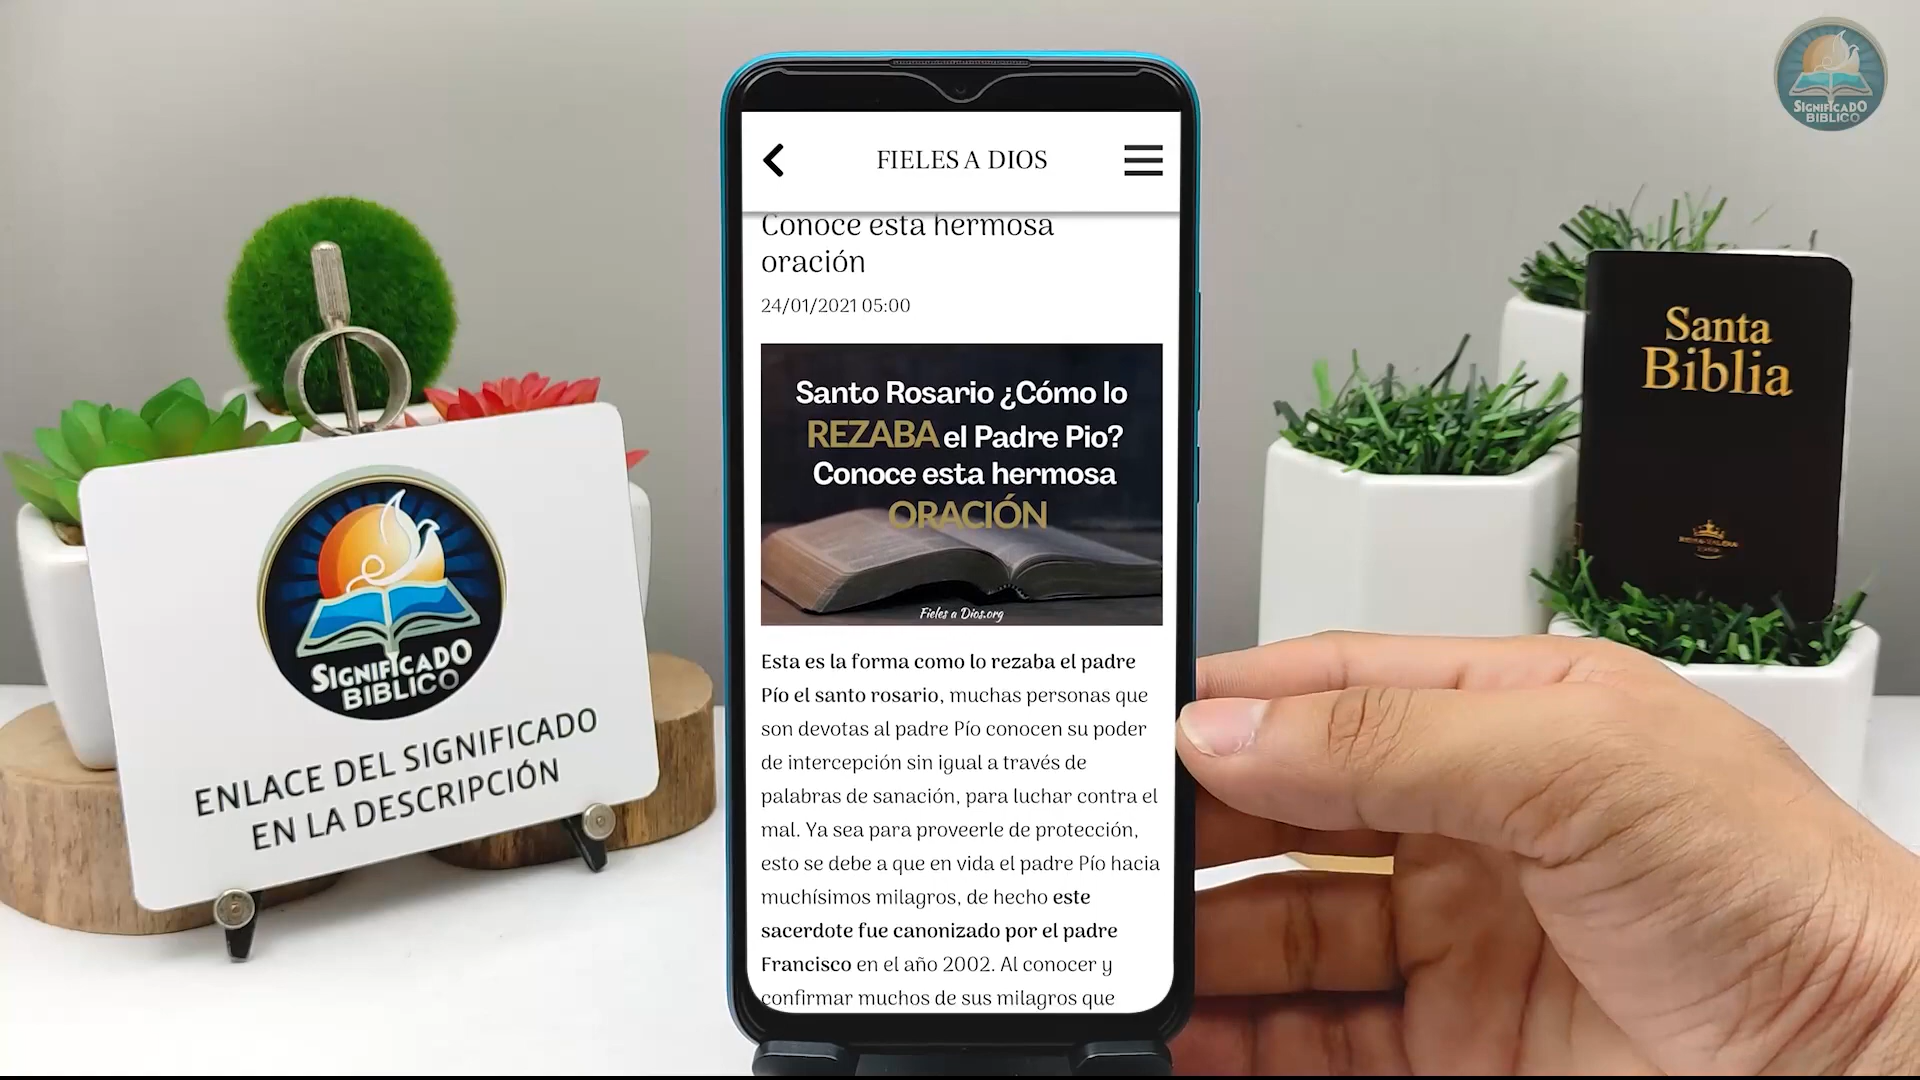 SIGNIFICADO
BIBLICO
FIELES A DIOS
Conoce esta hermosa
oración
24/01/2021 05:00
Santo Rosario ¿Cómo lo
REZABA el Padre Pio?
Conoce esta hermosa
ORACIÓN
Fieles a Dios.org
Esta es la forma como lo rezaba el padre
Pío el santo rosario, muchas personas que
son devotas al padre Pío conocen su poder
de intercepción sin igual a través de
palabras de sanación, para luchar contra el
mal. Ya sea para proveerle de protección,
esto se debe a que en vida el padre Pío hacia
muchísimos milagros, de hecho este
sacerdote fue canonizado por el padre
Francisco en el año 2002. Al conocer y
confirmar muchos de sus milagros que
SIGNIFICADO
BIBLICO
ENLACE DEL SIGNIFICADO
EN LA DESCRIPCIÓN
Santa
Biblia